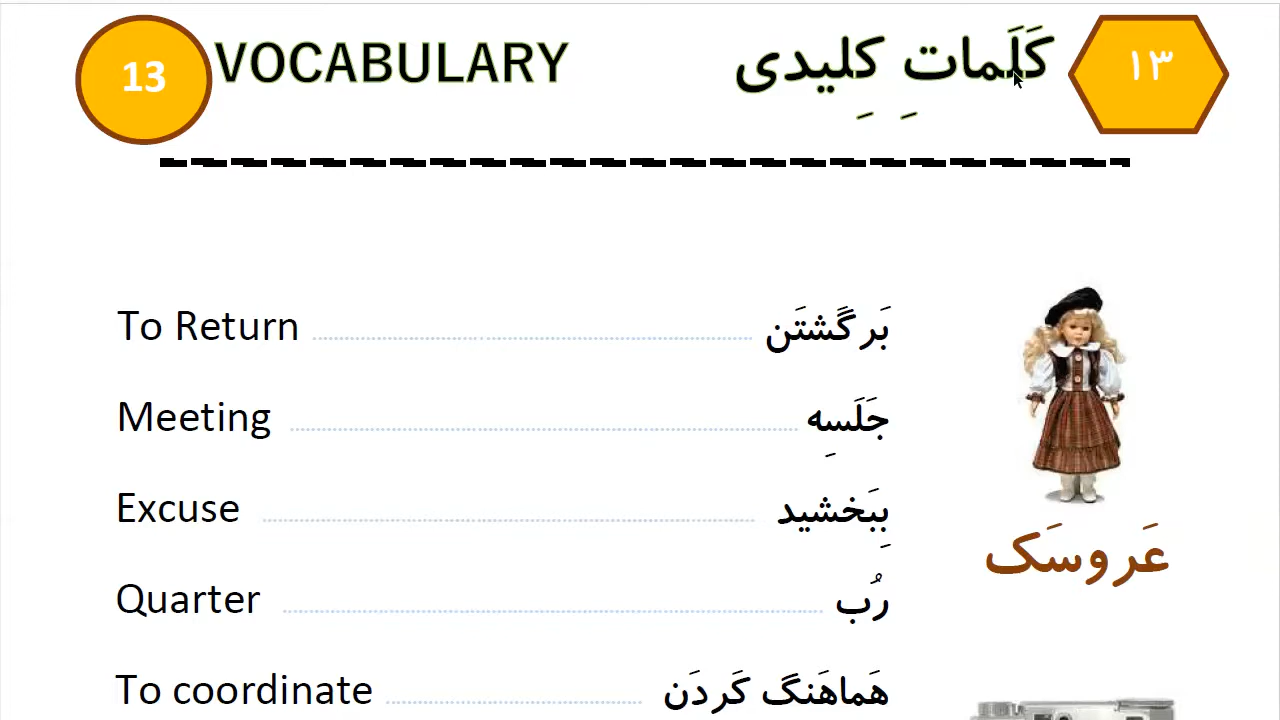 13 VOCABULARY کَلَماتِ کِلیدی ۱۳
To Return بَرگَشتَن
Meeting جَلَسِه
Excuse بِبَخشید
Quarter رُب
To coordinate هَماهَنگ کَردَن
عَروسَک